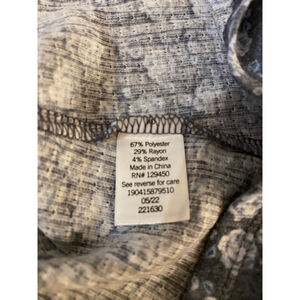 67% Polyester
29% Rayon
4% Spandex
Made in China
RN# 129450
See reverse for care
190415879510
05/22
221630